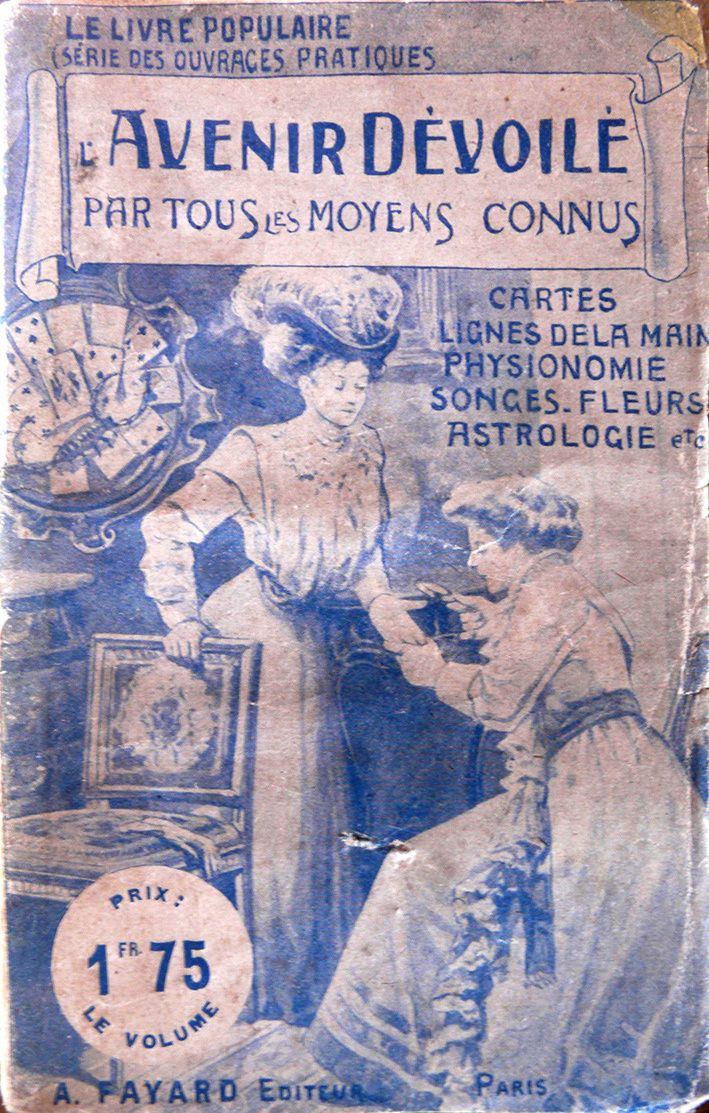 LE LIVRE POPULAIRE
(SÉRIE DES OUVRAGES PRATIQUES
L'AVENIR DÉVOILÉ
PAR TOUS LES MOYENS CONNUS
CARTES
LIGNES DE LA MAIN
PHYSIONOMIE
SONGES - FLEURS
ASTROLOGIE etc
PRIX:
1 FR. 75
LE VOLUME
A. FAYARD EDITEUR PARIS